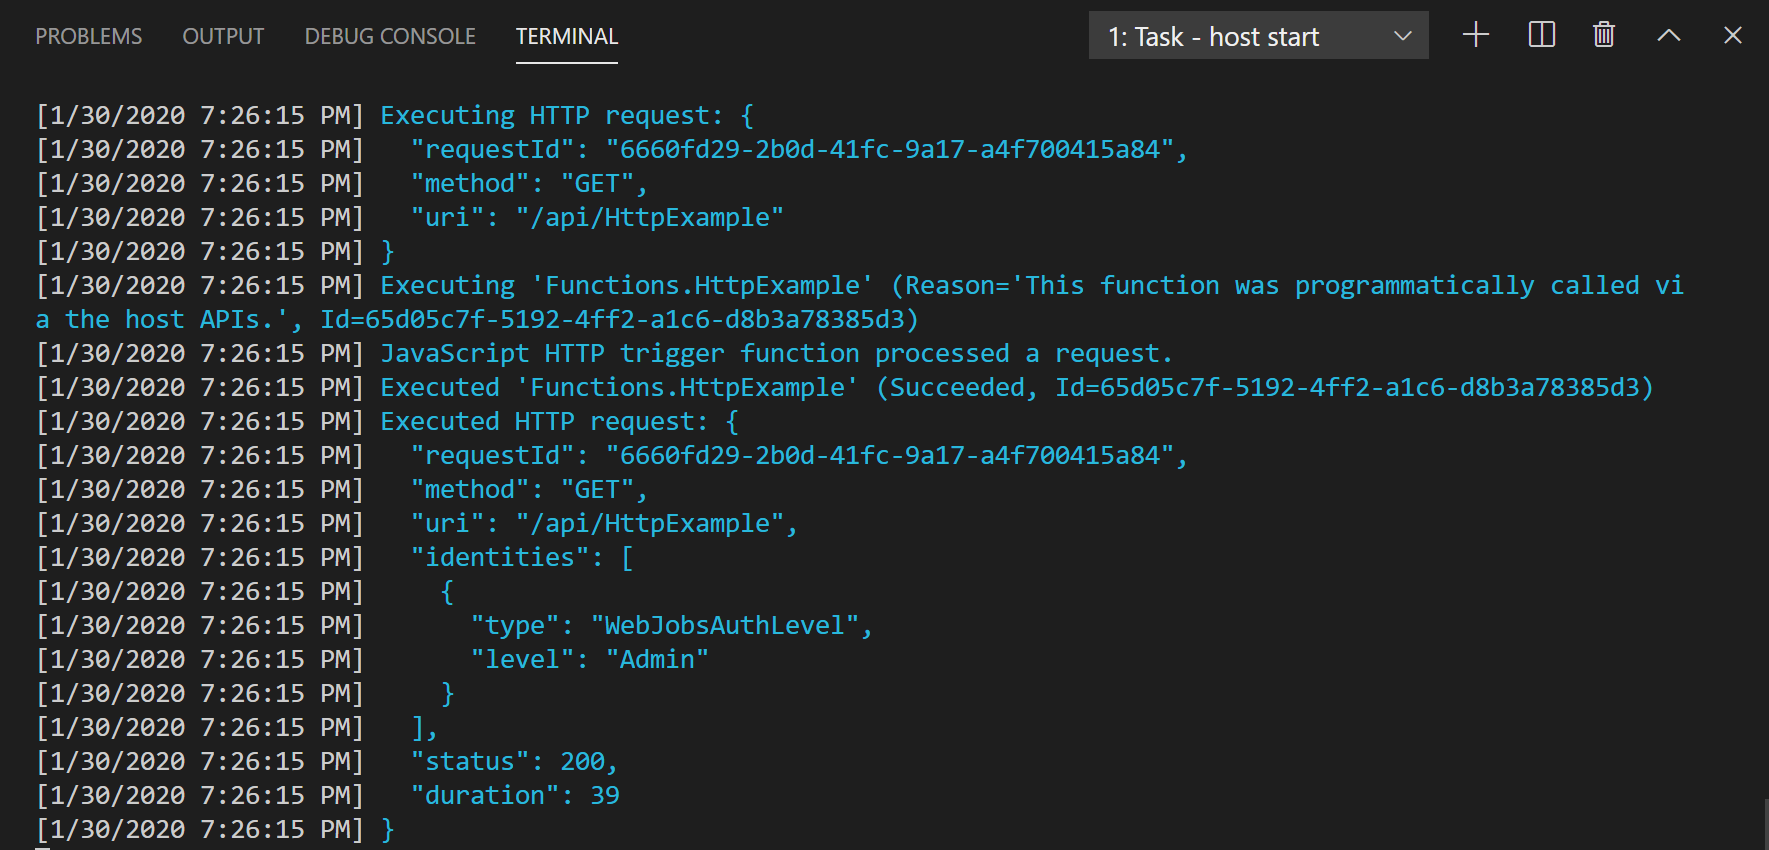 PROBLEMS OUTPUT DEBUG CONSOLE TERMINAL 1: Task - host start
[1/30/2020 7:26:15 PM] Executing HTTP request: {
[1/30/2020 7:26:15 PM]   "requestId": "6660fd29-2b0d-41fc-9a17-a4f700415a84",
[1/30/2020 7:26:15 PM]   "method": "GET",
[1/30/2020 7:26:15 PM]   "uri": "/api/HttpExample"
[1/30/2020 7:26:15 PM] }
[1/30/2020 7:26:15 PM] Executing 'Functions.HttpExample' (Reason='This function was programmatically called vi
a the host APIs.', Id=65d05c7f-5192-4ff2-a1c6-d8b3a78385d3)
[1/30/2020 7:26:15 PM] JavaScript HTTP trigger function processed a request.
[1/30/2020 7:26:15 PM] Executed 'Functions.HttpExample' (Succeeded, Id=65d05c7f-5192-4ff2-a1c6-d8b3a78385d3)
[1/30/2020 7:26:15 PM] Executed HTTP request: {
[1/30/2020 7:26:15 PM]   "requestId": "6660fd29-2b0d-41fc-9a17-a4f700415a84",
[1/30/2020 7:26:15 PM]   "method": "GET",
[1/30/2020 7:26:15 PM]   "uri": "/api/HttpExample",
[1/30/2020 7:26:15 PM]   "identities": [
[1/30/2020 7:26:15 PM]     {
[1/30/2020 7:26:15 PM]       "type": "WebJobsAuthLevel",
[1/30/2020 7:26:15 PM]       "level": "Admin"
[1/30/2020 7:26:15 PM]     }
[1/30/2020 7:26:15 PM]   ],
[1/30/2020 7:26:15 PM]   "status": 200,
[1/30/2020 7:26:15 PM]   "duration": 39
[1/30/2020 7:26:15 PM] }